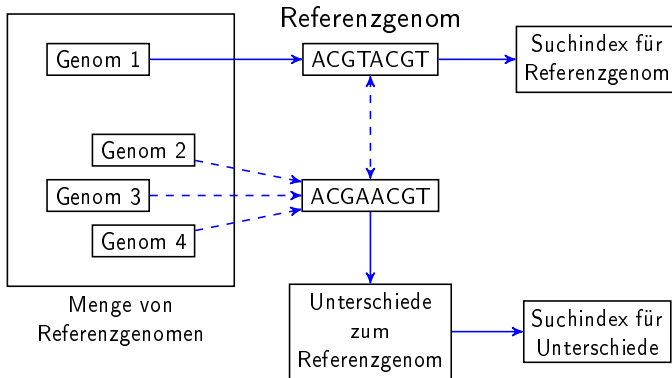 Referenzgenom
Genom 1
ACGTACGT
Suchindex für
Referenzgenom
Genom 2
Genom 3
ACGAACGT
Genom 4
Menge von
Referenzgenomen
Unterschiede
zum
Referenzgenom
Suchindex für
Unterschiede